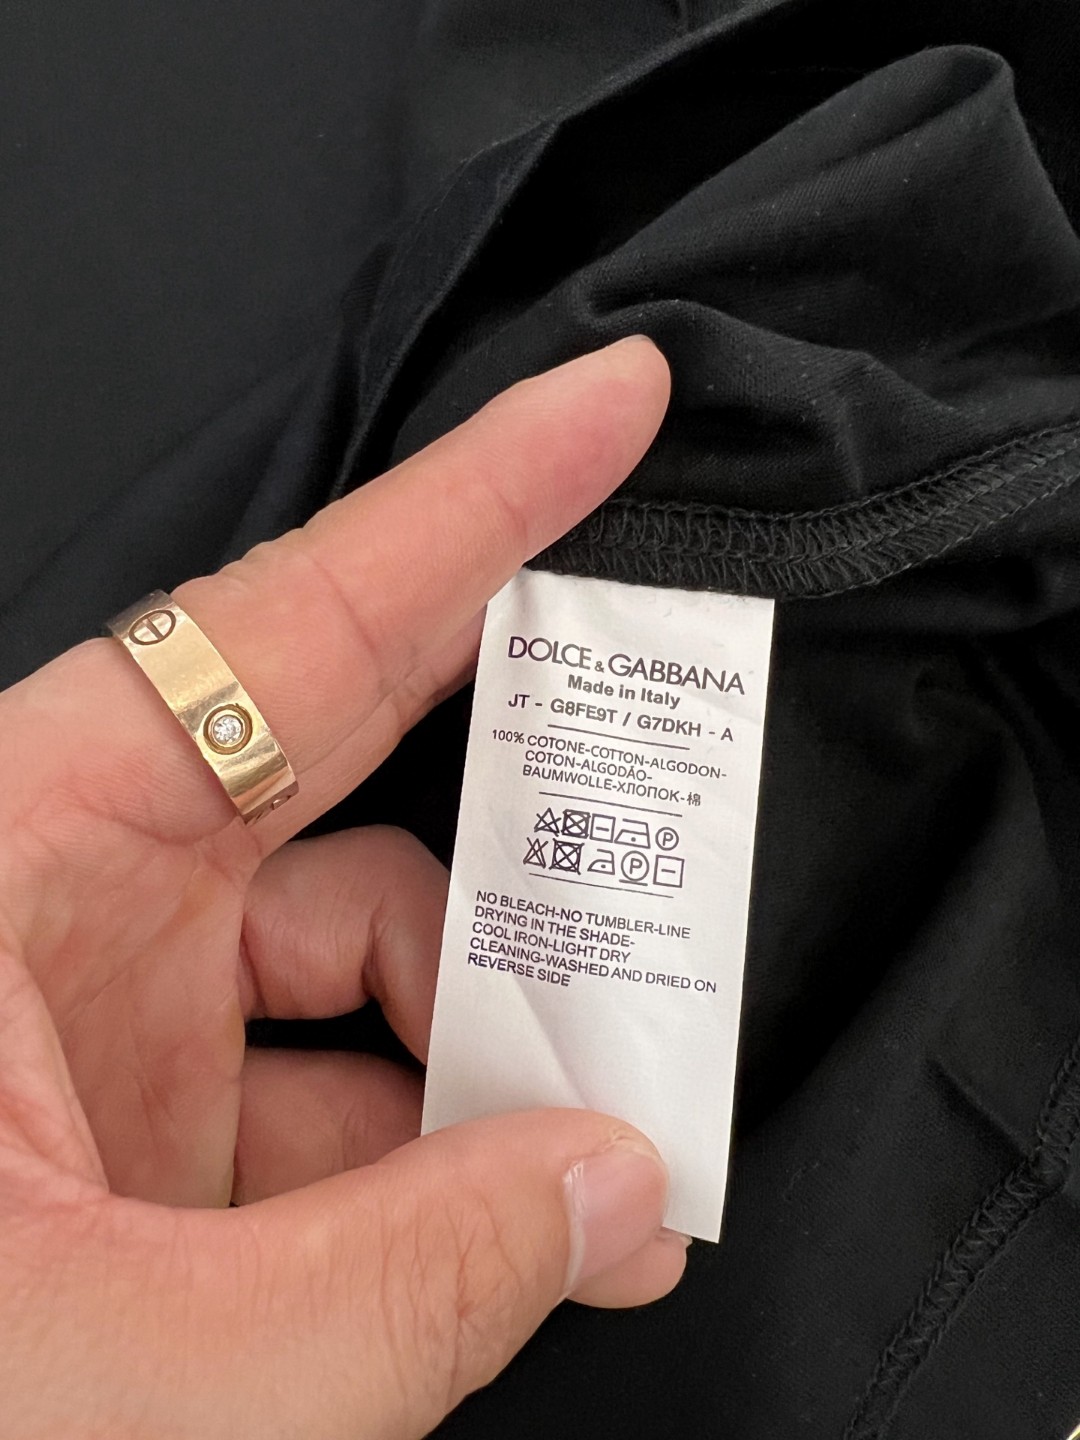 DOLCE & GABBANA
Made in Italy
JT - G8FE9T / G7DKH - A
100% COTONE-COTTON-ALGODON-
COTON-ALGODÃO-
BAUMWOLLE-ХЛОПОК-棉
P
P
NO BLEACH-NO TUMBLER-LINE
DRYING IN THE SHADE-
COOL IRON-LIGHT DRY
CLEANING-WASHED AND DRIED ON
REVERSE SIDE